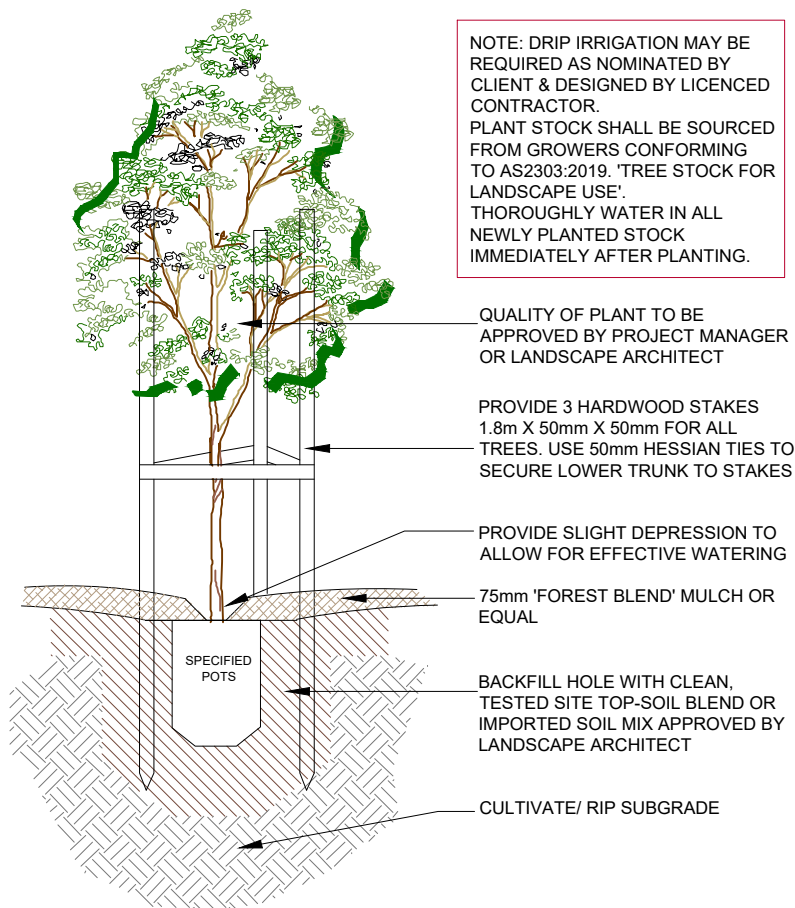 NOTE: DRIP IRRIGATION MAY BE
REQUIRED AS NOMINATED BY
CLIENT & DESIGNED BY LICENCED
CONTRACTOR.
PLANT STOCK SHALL BE SOURCED
FROM GROWERS CONFORMING
TO AS2303:2019. 'TREE STOCK FOR
LANDSCAPE USE'.
THOROUGHLY WATER IN ALL
NEWLY PLANTED STOCK
IMMEDIATELY AFTER PLANTING.
QUALITY OF PLANT TO BE
APPROVED BY PROJECT MANAGER
OR LANDSCAPE ARCHITECT
PROVIDE 3 HARDWOOD STAKES
1.8m X 50mm X 50mm FOR ALL
TREES. USE 50mm HESSIAN TIES TO
SECURE LOWER TRUNK TO STAKES
PROVIDE SLIGHT DEPRESSION TO
ALLOW FOR EFFECTIVE WATERING
75mm 'FOREST BLEND' MULCH OR
EQUAL
SPECIFIED
POTS
BACKFILL HOLE WITH CLEAN,
TESTED SITE TOP-SOIL BLEND OR
IMPORTED SOIL MIX APPROVED BY
LANDSCAPE ARCHITECT
CULTIVATE/ RIP SUBGRADE